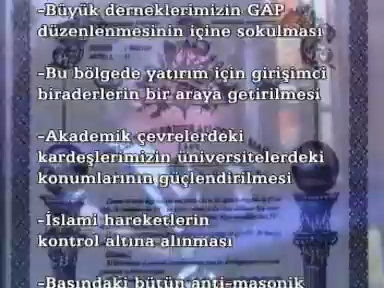 -Büyük derneklerimizin GAP
düzenlenmesinin içine sokulması
-Bu bölgede yatırım için girişimci
biraderlerin bir araya getirilmesi
-Akademik çevrelerdeki
kardeşlerimizin üniversitelerdeki
konumlarının güçlendirilmesi
-İslami hareketlerin
kontrol altına alınması
-Basındaki bütün anti-masonik